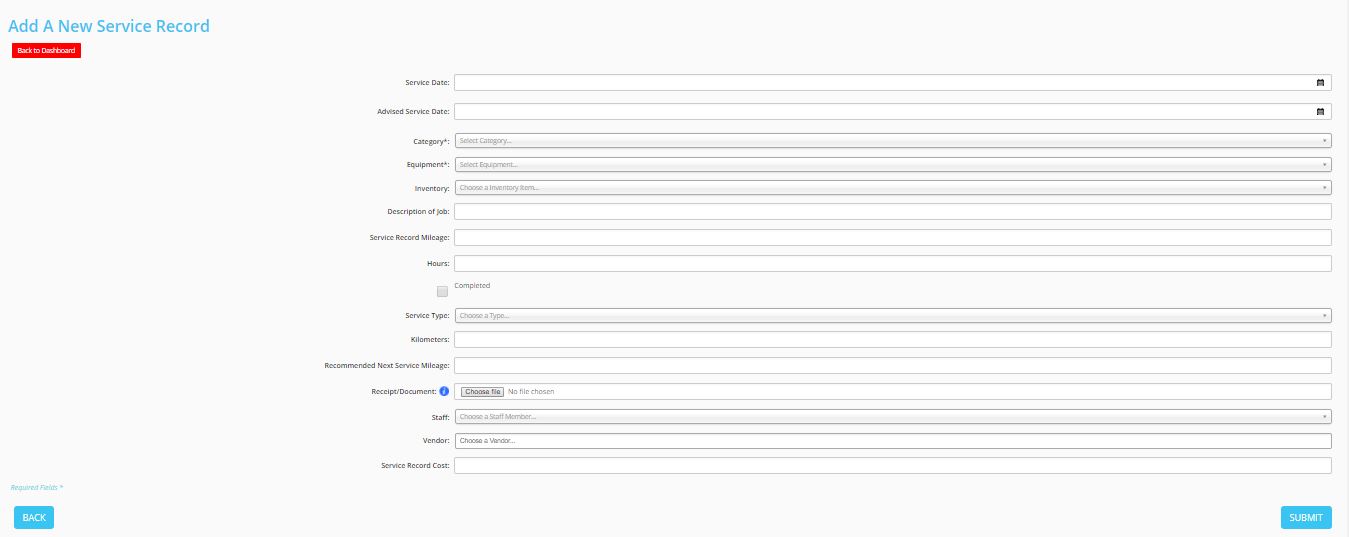 Add A New Service Record
Back to Dashboard
Service Date:
Advised Service Date:
Category*: Select Category...
Equipment*: Select Equipment...
Inventory: Choose a Inventory Item...
Description of Job:
Service Record Mileage:
Hours:
Completed
Service Type: Choose a Type...
Kilometers:
Recommended Next Service Mileage:
Receipt/Document: i Choose file No file chosen
Staff: Choose a Staff Member...
Vendor: Choose a Vendor...
Service Record Cost:
Required Fields *
BACK SUBMIT